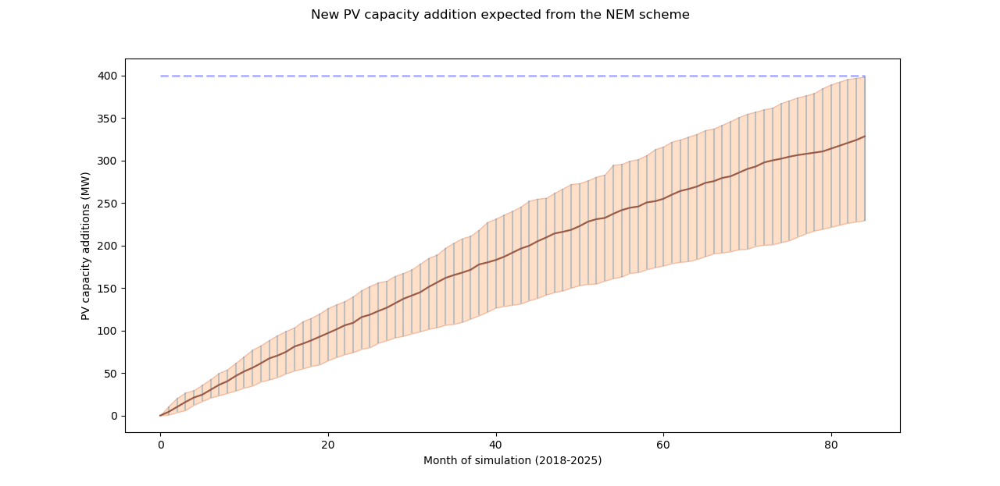 New PV capacity addition expected from the NEM scheme
400
350
300
250
200
150
100
50
0
PV capacity additions (MW)
0 20 40 60 80
Month of simulation (2018-2025)